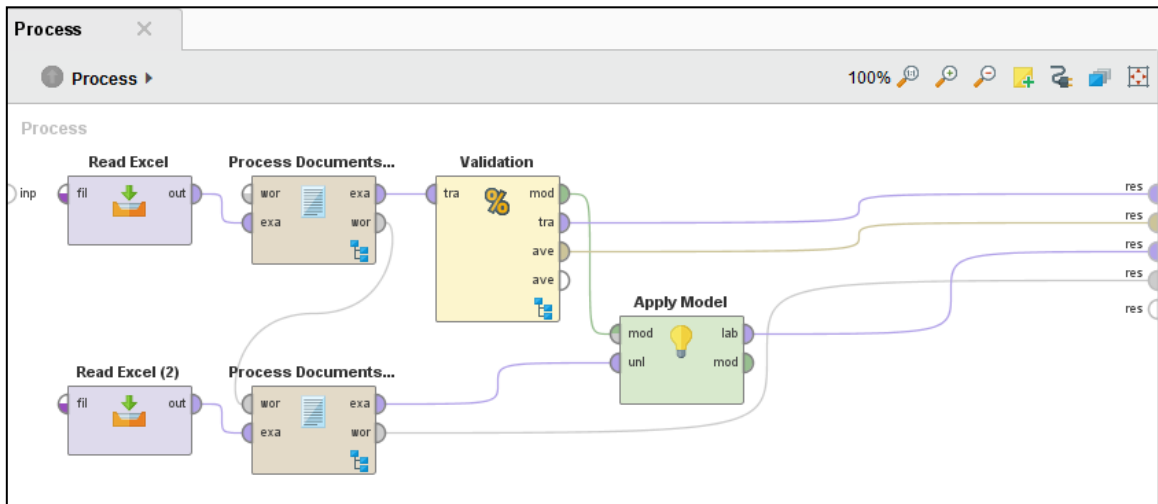 Process
Process
100%
Process
Read Excel
Process Documents...
Validation
inp
fil
out
wor
exa
exa
wor
tra
mod
tra
ave
ave
res
res
res
res
res
Apply Model
mod
lab
unl
mod
Read Excel (2)
Process Documents...
fil
out
wor
exa
exa
wor